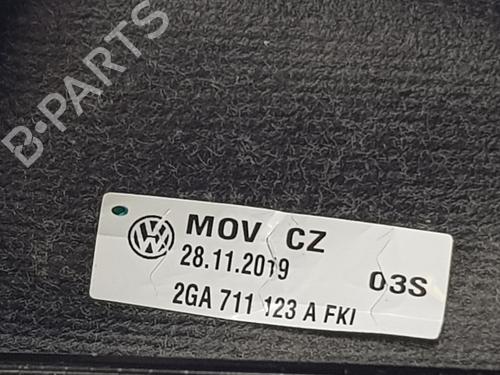 B-PARTS
MOV CZ
28.11.2019
03S
2GA 711 123 A FKI